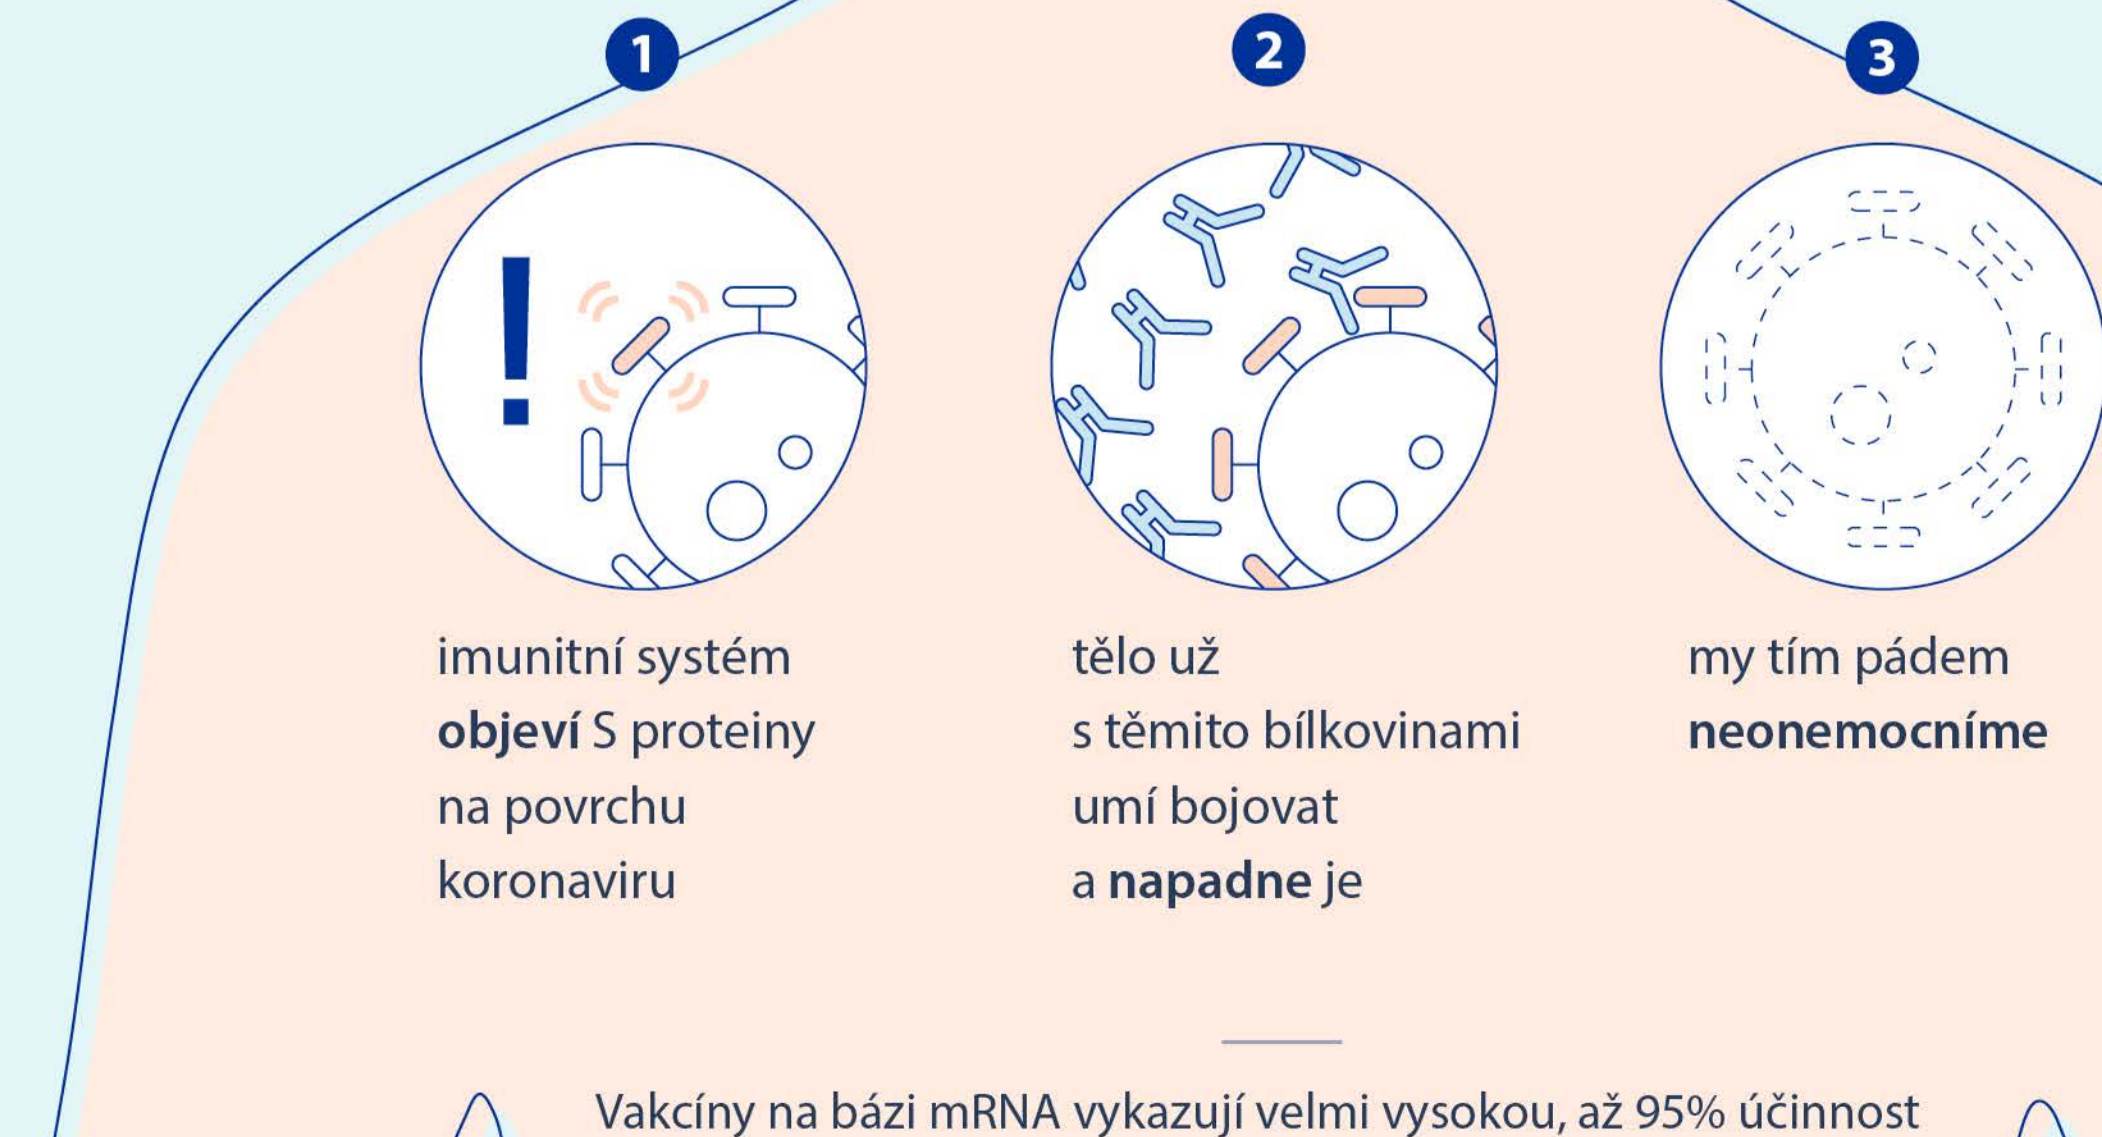 1
imunitní systém
objeví S proteiny
na povrchu
koronaviru
2
tělo už
s těmito bílkovinami
umí bojovat
a napadne je
3
my tím pádem
neonemocníme
Vakcíny na bázi mRNA vykazují velmi vysokou, až 95% účinnost